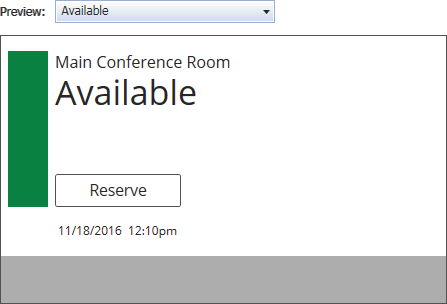 Preview: Available
Main Conference Room
Available
Reserve
11/18/2016 12:10pm